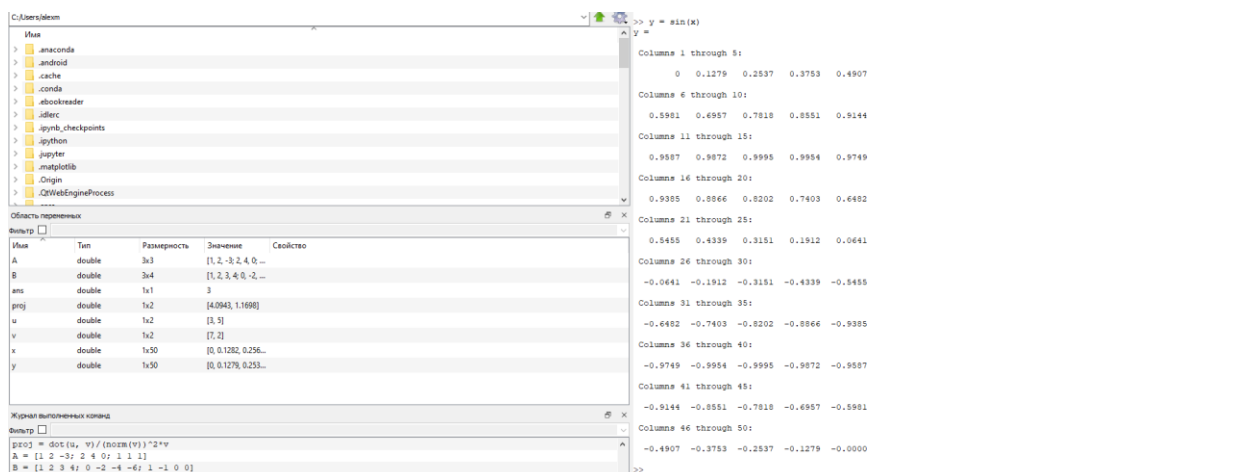 C:/Users/alexm
Имя
.anaconda
.android
.cache
.conda
.ebookreader
.idlerc
.ipynb_checkpoints
.ipython
.jupyter
.matplotlib
.Origin
.QtWebEngineProcess
Область переменных
Фильтр
Имя Тип Размерность Значение Свойство
A double 3x3 [1, 2, -3; 2, 4, 0; ...
B double 3x4 [1, 2, 3, 4; 0, -2, ...
ans double 1x1 3
proj double 1x2 [4.0943, 1.1698]
u double 1x2 [3, 5]
v double 1x2 [7, 2]
x double 1x50 [0, 0.1282, 0.256...
y double 1x50 [0, 0.1279, 0.253...
Журнал выполненных команд
Фильтр
proj = dot(u, v)/(norm(v))^2*v
A = [1 2 -3; 2 4 0; 1 1 1]
B = [1 2 3 4; 0 -2 -4 -6; 1 -1 0 0]
>> y = sin(x)
y =
Columns 1 through 5:
0 0.1279 0.2537 0.3753 0.4907
Columns 6 through 10:
0.5981 0.6957 0.7818 0.8551 0.9144
Columns 11 through 15:
0.9587 0.9872 0.9995 0.9954 0.9749
Columns 16 through 20:
0.9385 0.8866 0.8202 0.7403 0.6482
Columns 21 through 25:
0.5455 0.4339 0.3151 0.1912 0.0641
Columns 26 through 30:
-0.0641 -0.1912 -0.3151 -0.4339 -0.5455
Columns 31 through 35:
-0.6482 -0.7403 -0.8202 -0.8866 -0.9385
Columns 36 through 40:
-0.9749 -0.9954 -0.9995 -0.9872 -0.9587
Columns 41 through 45:
-0.9144 -0.8551 -0.7818 -0.6957 -0.5981
Columns 46 through 50:
-0.4907 -0.3753 -0.2537 -0.1279 -0.0000
>>